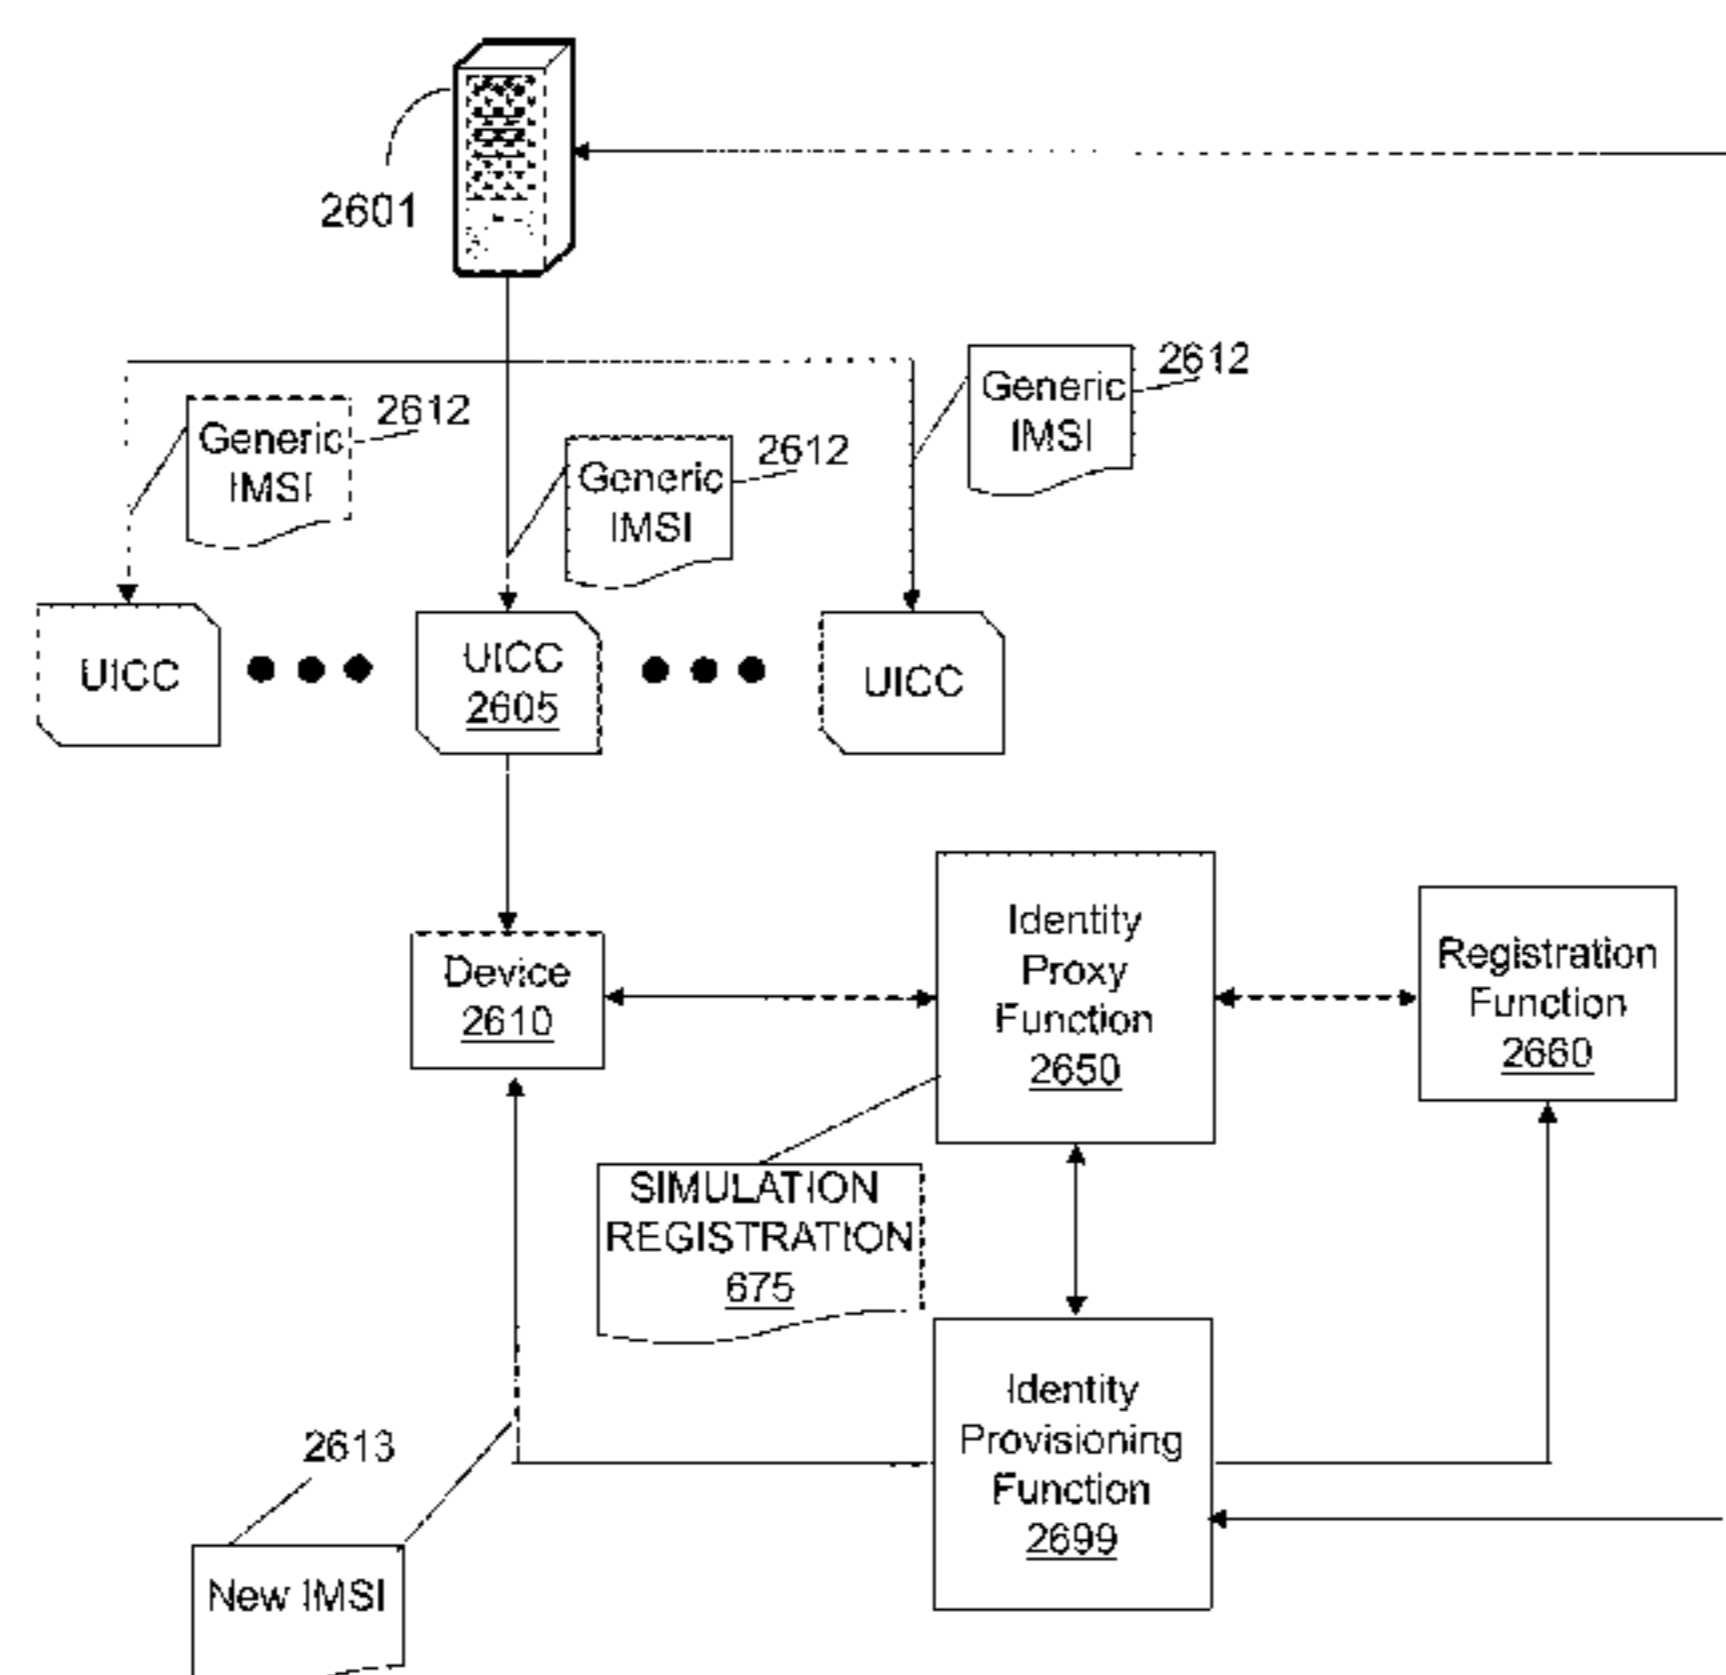 2601
Generic
IMSI
2612
Generic
IMSI
2612
Generic
IMSI
2612
UICC
UICC
2605
UICC
Device
2610
Identity
Proxy
Function
2650
Registration
Function
2660
SIMULATION
REGISTRATION
675
Identity
Provisioning
Function
2699
2613
New IMSI